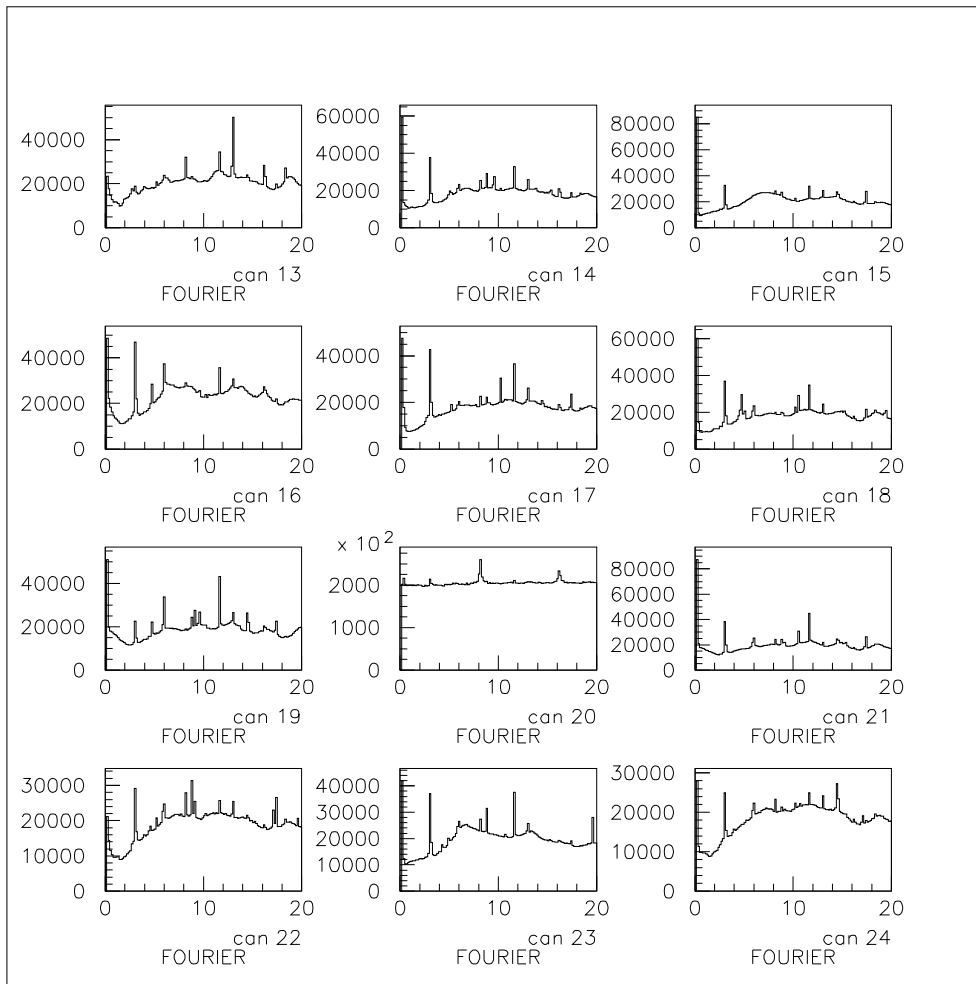 40000 20000 0
60000 40000 20000 0
80000 60000 40000 20000 0
0 10 20
0 10 20
0 10 20
can 13
can 14
can 15
FOURIER
FOURIER
FOURIER
40000 20000 0
40000 20000 0
60000 40000 20000 0
0 10 20
0 10 20
0 10 20
can 16
can 17
can 18
FOURIER
FOURIER
FOURIER
40000 20000 0
x 10²
2000 1000 0
80000 60000 40000 20000 0
0 10 20
0 10 20
0 10 20
can 19
can 20
can 21
FOURIER
FOURIER
FOURIER
30000 20000 10000 0
40000 30000 20000 10000 0
30000 20000 10000 0
0 10 20
0 10 20
0 10 20
can 22
can 23
can 24
FOURIER
FOURIER
FOURIER